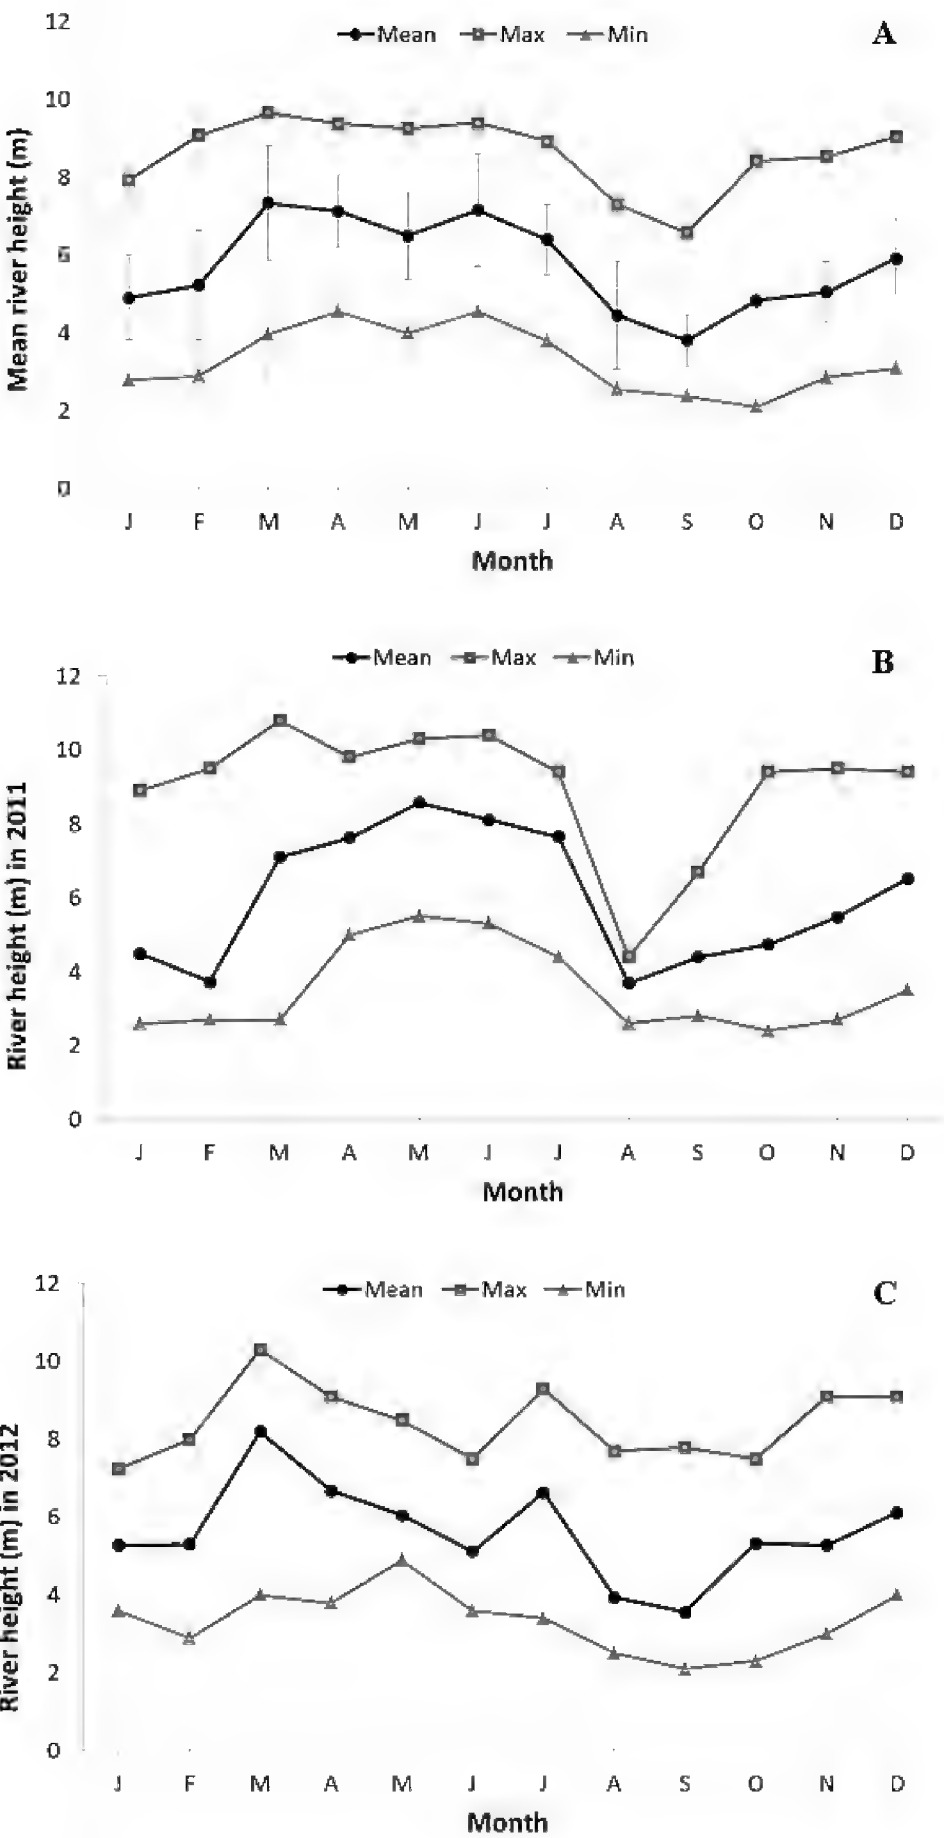 12
Mean Max Min
A
10
8
6
4
2
0
Mean river height (m)
J F M A M J J A S O N D
Month
Mean Max Min
B
12
10
8
6
4
2
0
River height (m) in 2011
J F M A M J J A S O N D
Month
12
Mean Max Min
C
10
8
6
4
2
0
River height (m) in 2012
J F M A M J J A S O N D
Month